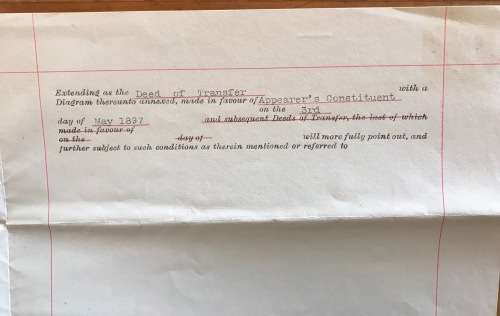 Extending as the Deed of Transfer with a
Diagram thereunto annexed, made in favour of Appearer's Constituent
on the 3rd
day of May 1897 and subsequent Deeds of Transfer, the last of which
made in favour of
on the day of will more fully point out, and
further subject to such conditions as therein mentioned or referred to